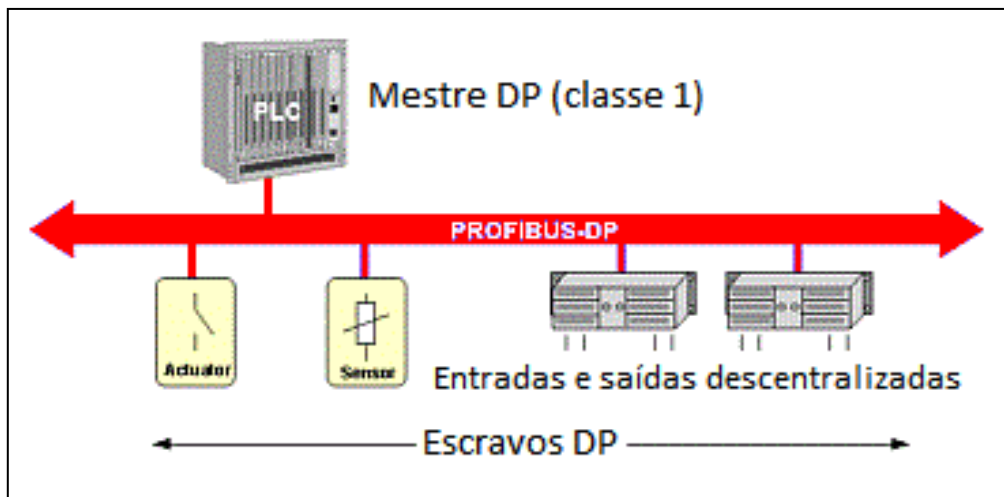 PLC
Mestre DP (classe 1)
PROFIBUS-DP
Actuator
Sensor
Entradas e saídas descentralizadas
Escravos DP